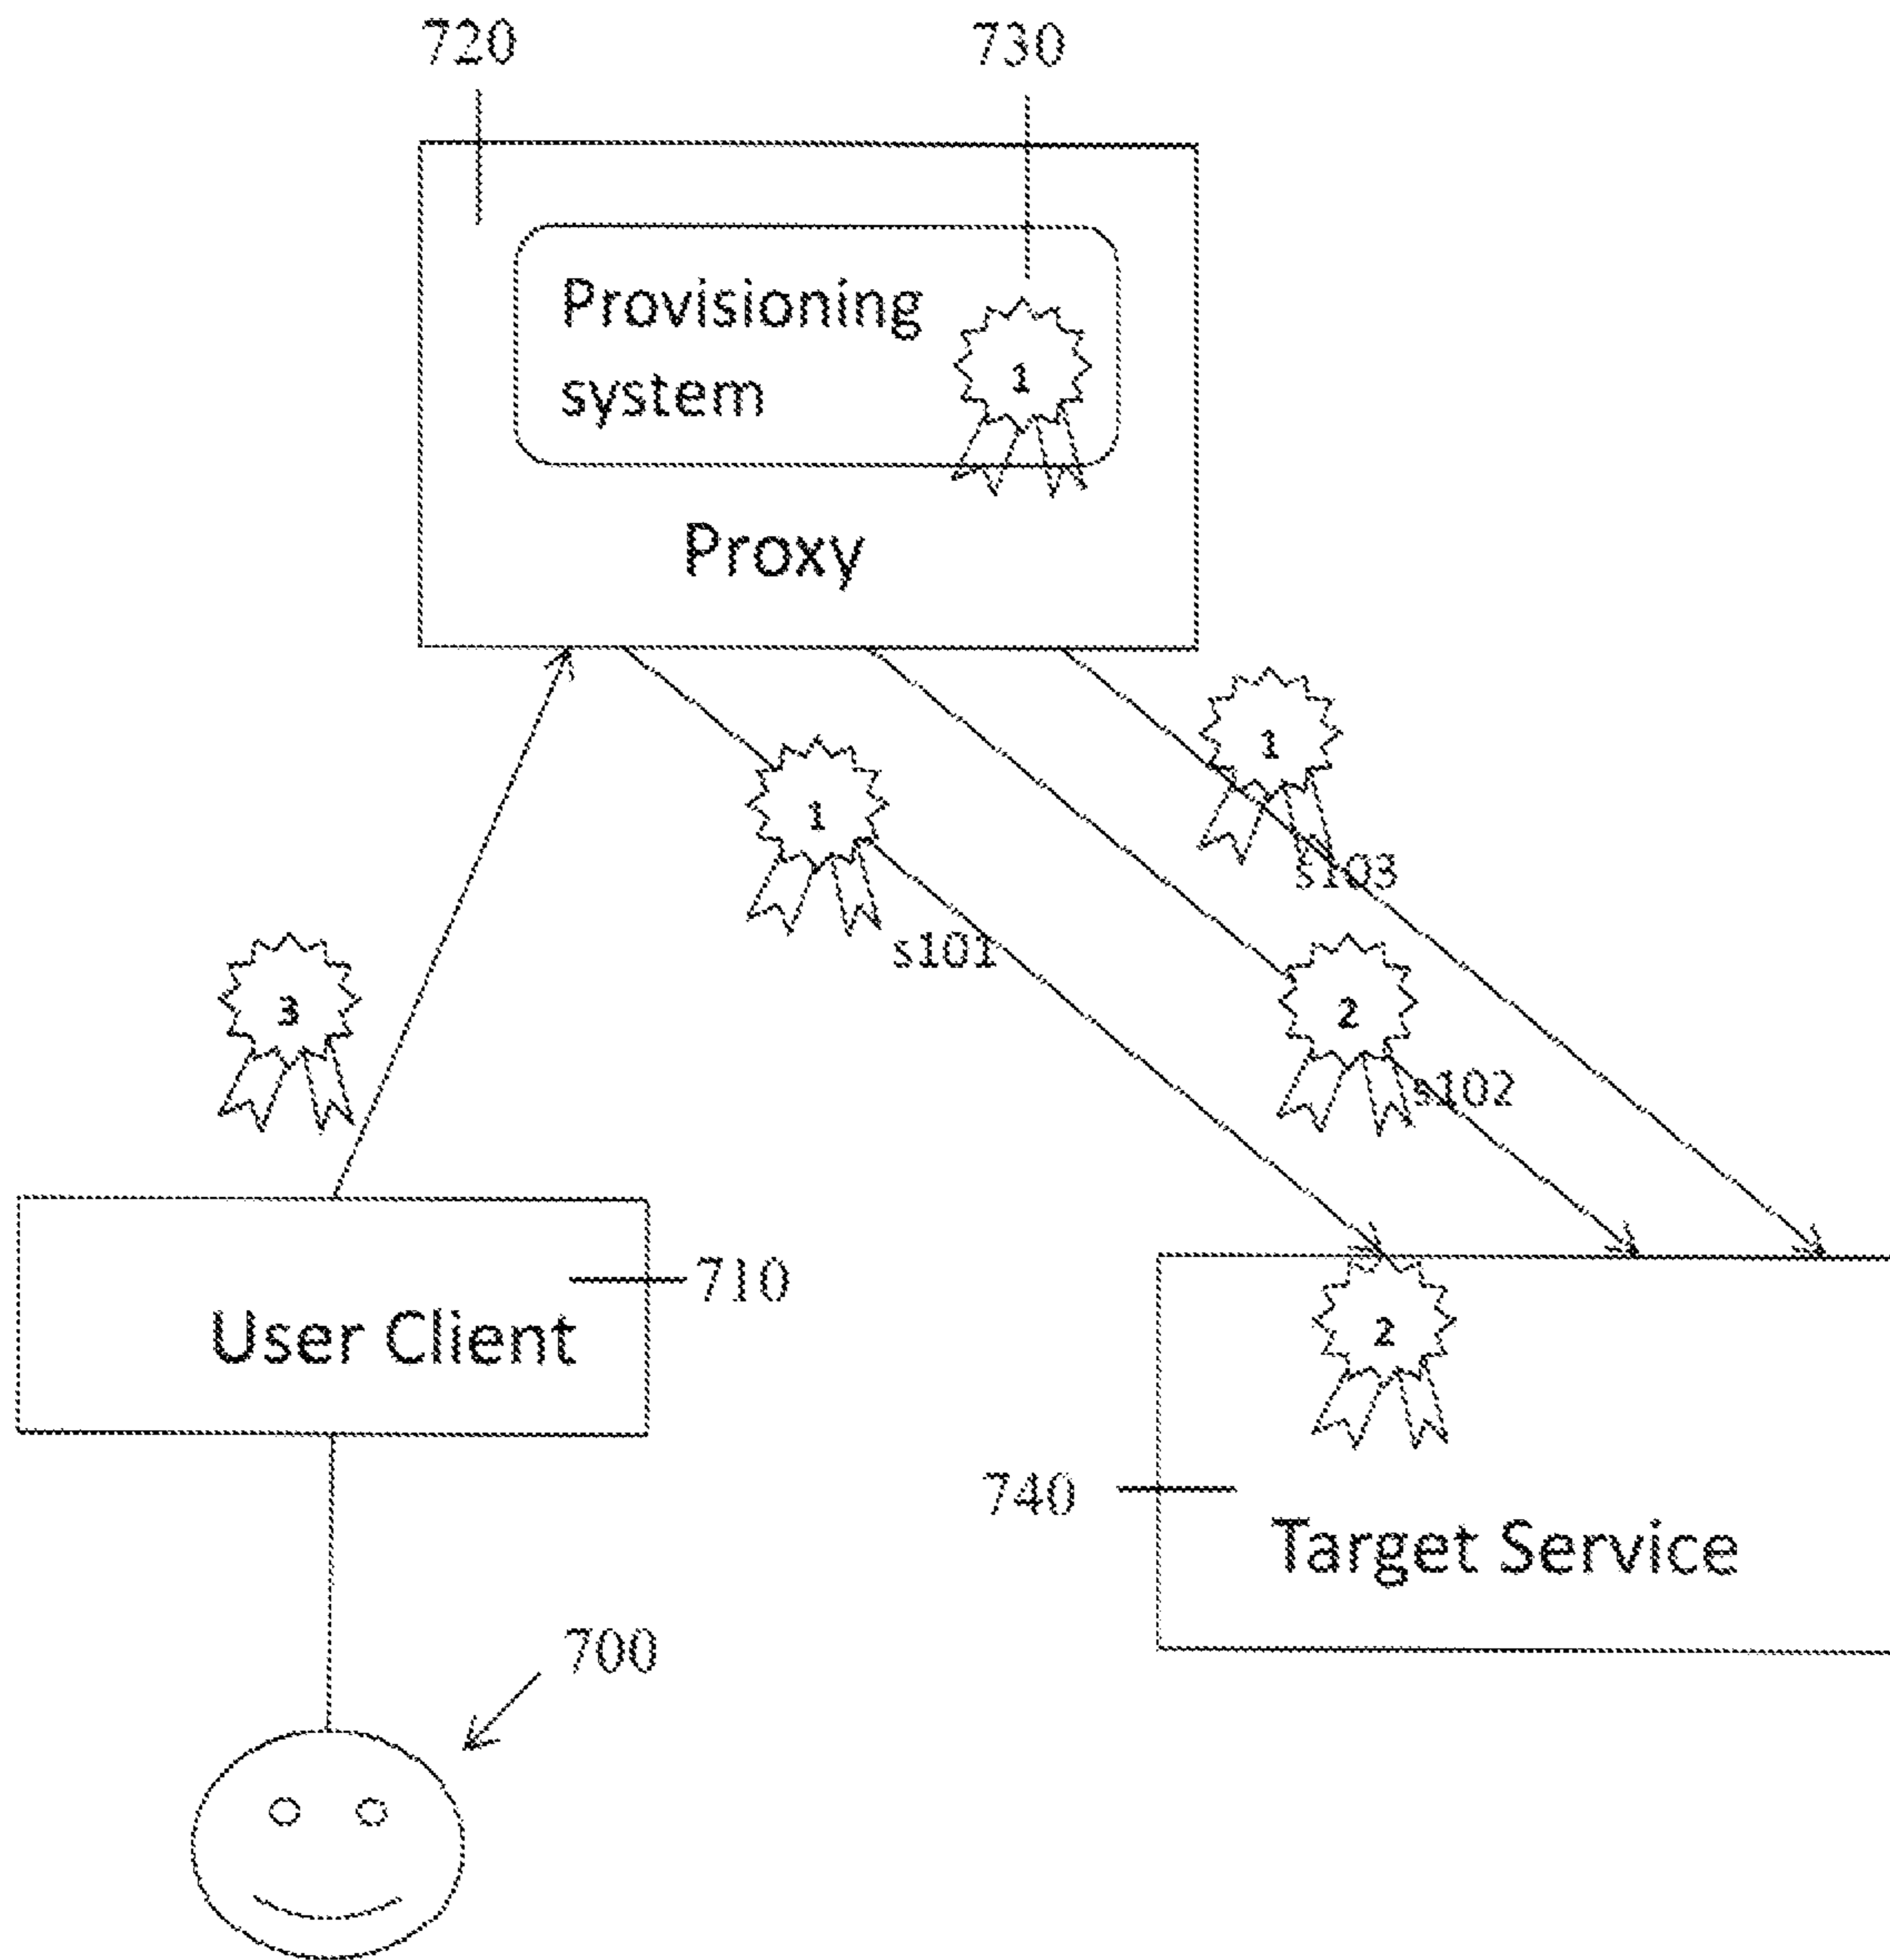 720
730
Provisioning
system
1
Proxy
1
1
s103
s101
3
2
s102
710
User Client
2
740
Target Service
700